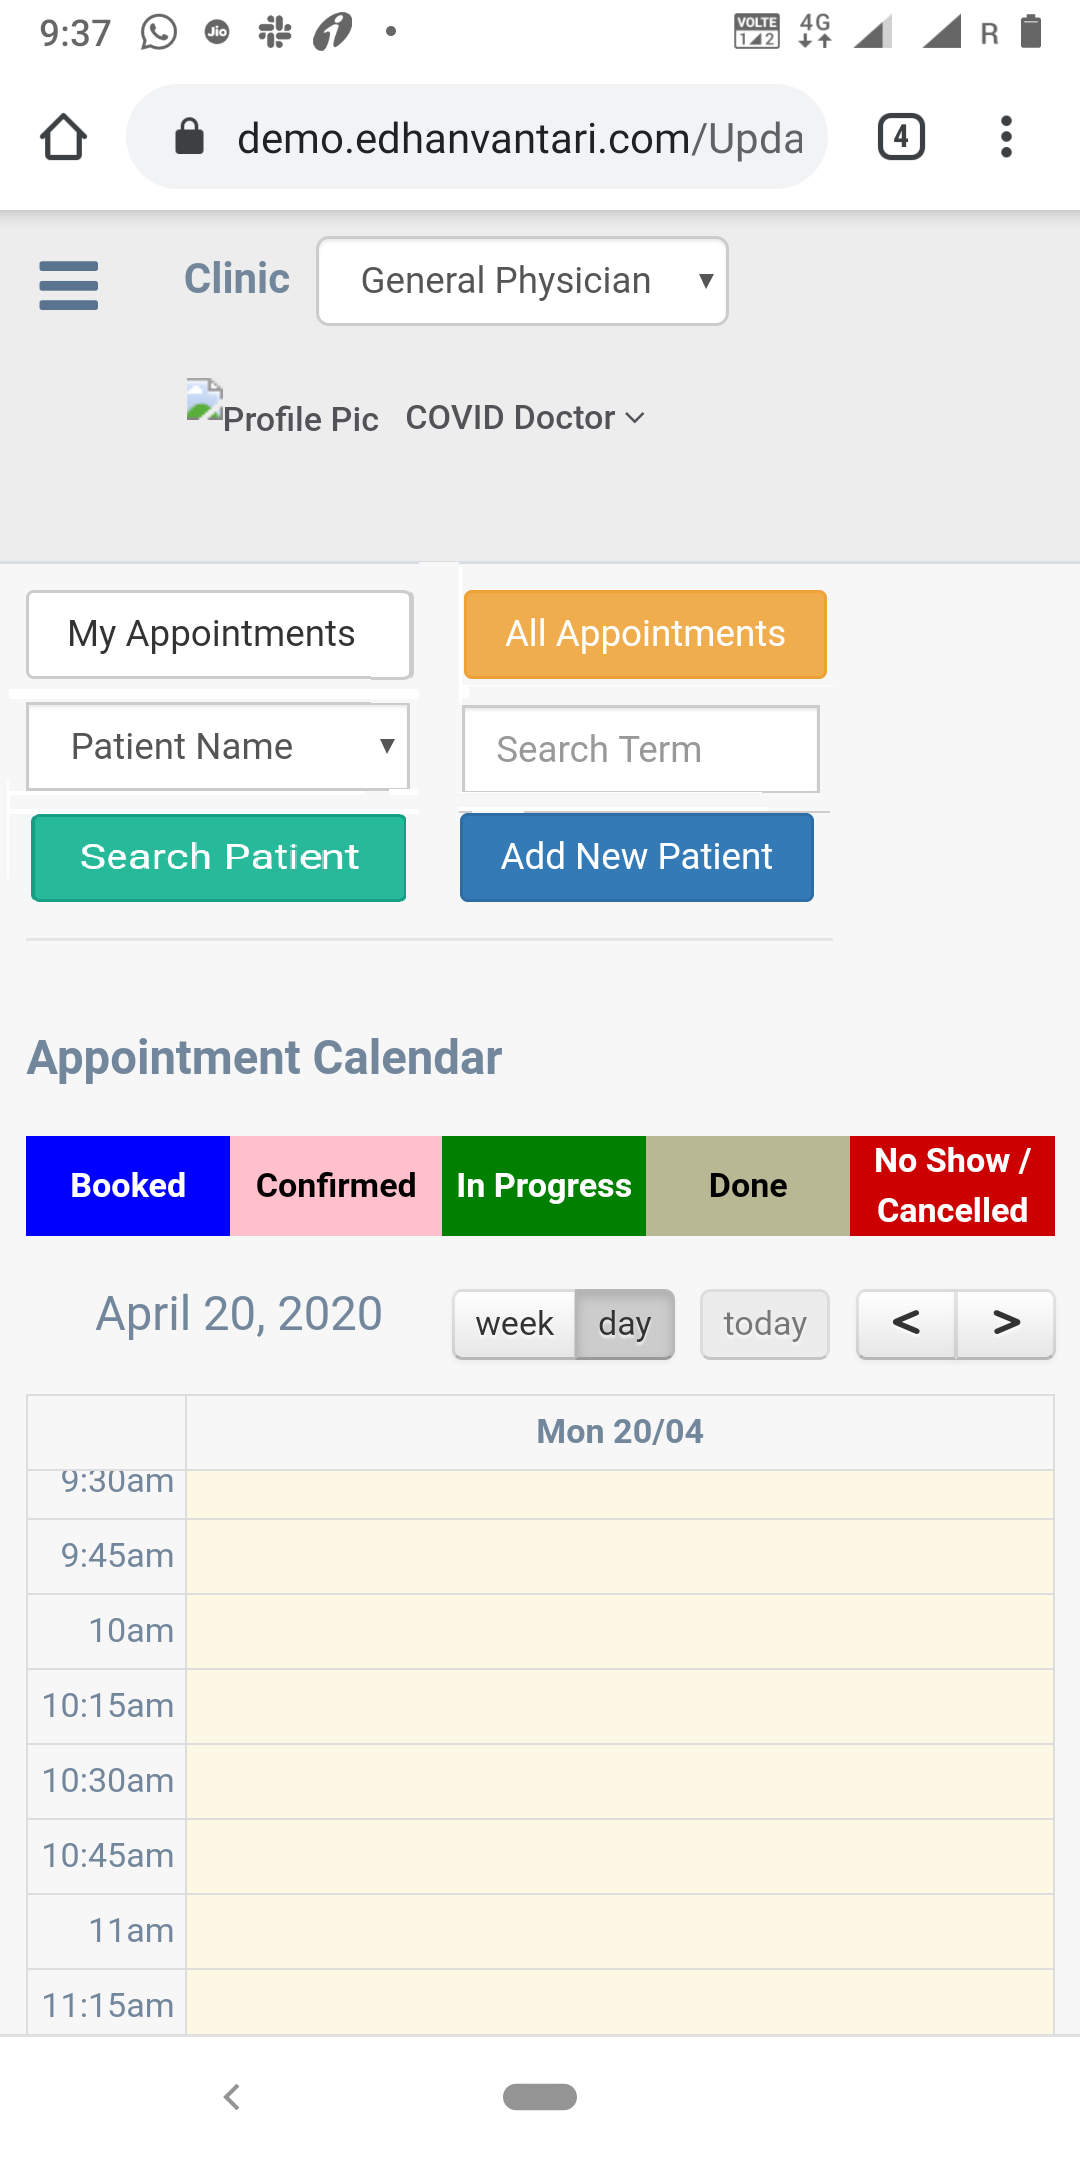 9:37 Jio VOLTE 1 2 4G R
demo.edhanvantari.com/Upda 4
Clinic General Physician
Profile Pic COVID Doctor
My Appointments All Appointments
Patient Name Search Term
Search Patient Add New Patient
Appointment Calendar
Booked Confirmed In Progress Done No Show /
Cancelled
April 20, 2020 week day today < >
Mon 20/04
9:30am
9:45am
10am
10:15am
10:30am
10:45am
11am
11:15am